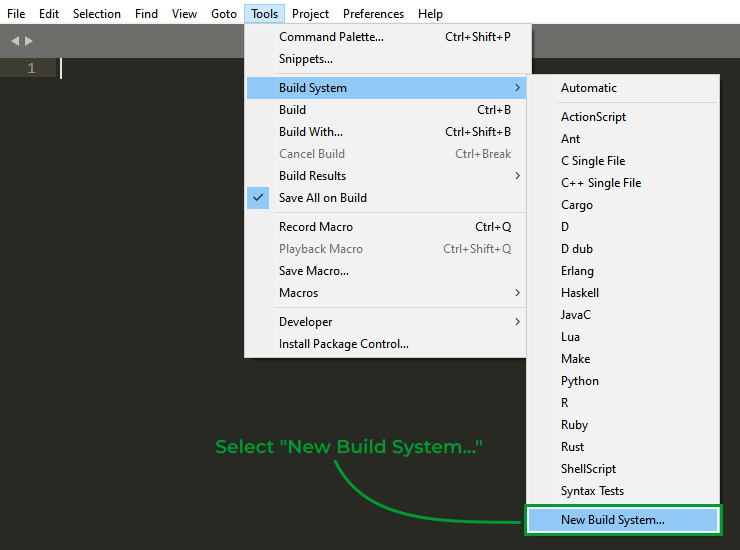 File Edit Selection Find View Goto Tools Project Preferences Help
1
Command Palette... Ctrl+Shift+P
Snippets...
Build System
Build Ctrl+B
Build With... Ctrl+Shift+B
Cancel Build Ctrl+Break
Build Results
Save All on Build
Record Macro Ctrl+Q
Playback Macro Ctrl+Shift+Q
Save Macro...
Macros
Developer
Install Package Control...
Automatic
ActionScript
Ant
C Single File
C++ Single File
Cargo
D
D dub
Erlang
Haskell
JavaC
Lua
Make
Python
R
Ruby
Rust
ShellScript
Syntax Tests
New Build System...
Select "New Build System..."